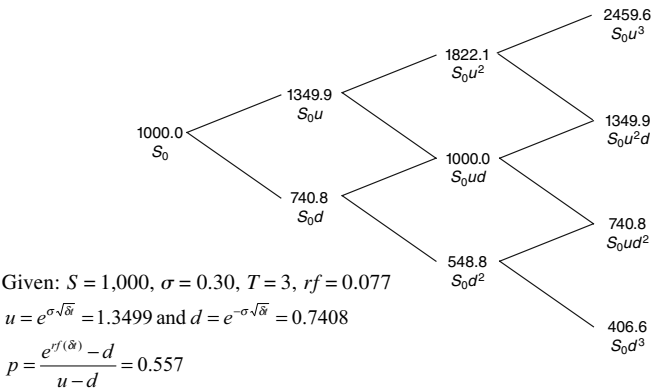 2459.6
S₀u³
1822.1
S₀u²
1349.9
S₀u
1349.9
S₀u²d
1000.0
S₀
1000.0
S₀ud
740.8
S₀d
740.8
S₀ud²
548.8
S₀d²
406.6
S₀d³
Given: S = 1,000, σ = 0.30, T = 3, rf = 0.077
u = e^{σ√δt} = 1.3499 and d = e^{−σ√δt} = 0.7408
p = (e^{rf(δt)} − d)/(u − d) = 0.557